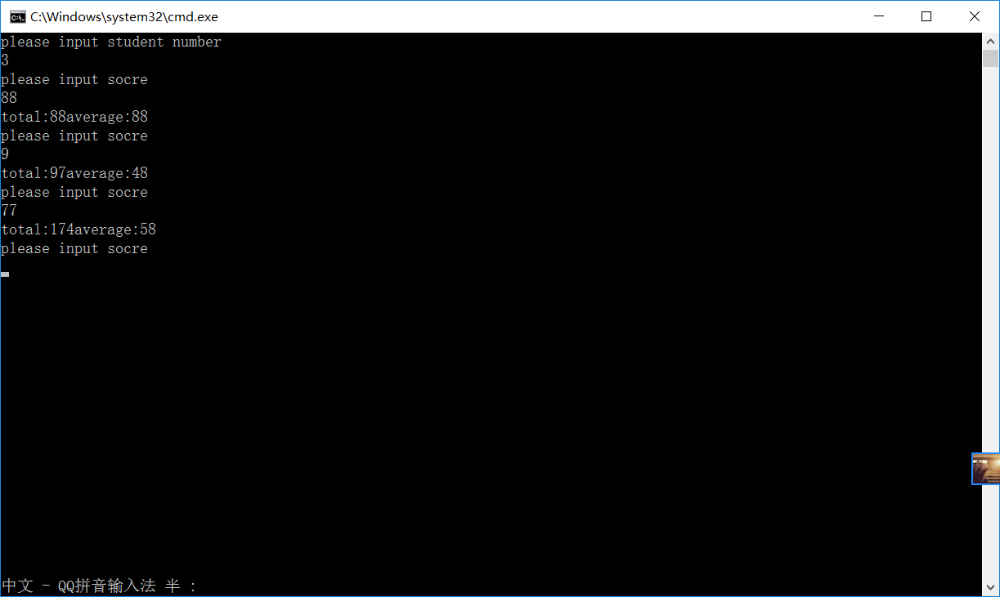 C:\Windows\system32\cmd.exe
please input student number
3
please input socre
88
total:88average:88
please input socre
9
total:97average:48
please input socre
77
total:174average:58
please input socre
中文 - QQ拼音输入法 半 :